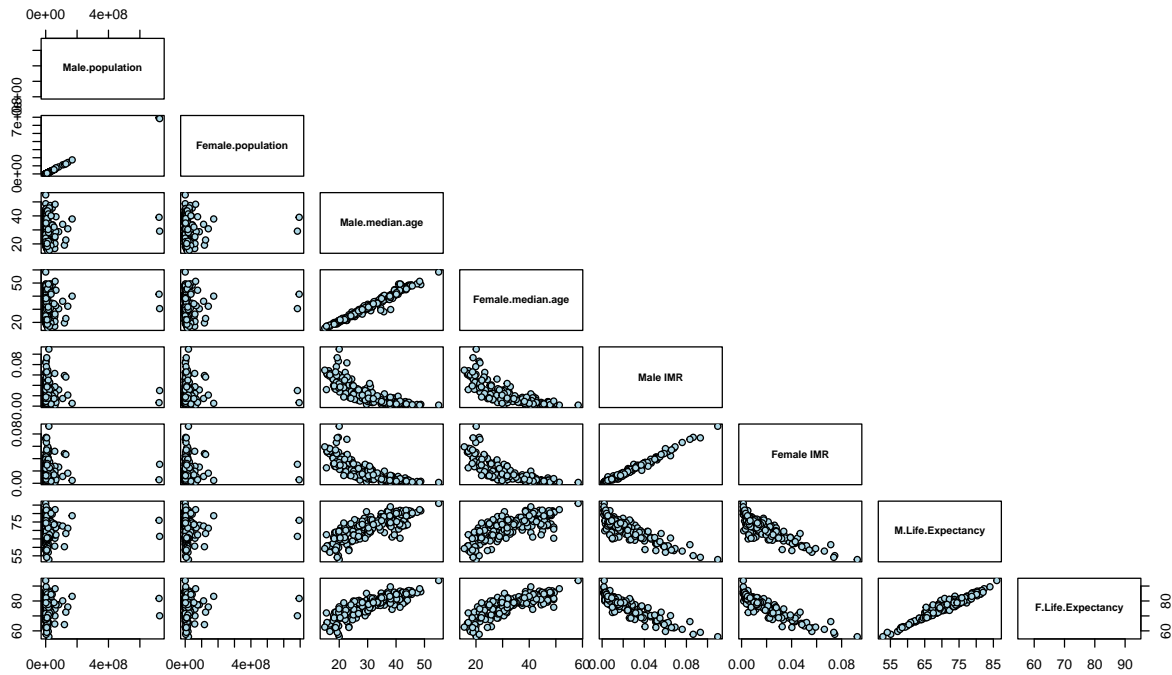 0e+00 4e+08
Male.population
0e+00
7e+08
0e+00
Female.population
40
20
Male.median.age
50
20
Female.median.age
0.08
0.00
Male IMR
0.08
0.00
Female IMR
75
55
M.Life.Expectancy
80
60
F.Life.Expectancy
80
60
0e+00 4e+08 0e+00 4e+08 20 30 40 50 20 40 60 0.00 0.04 0.08 0.00 0.04 0.08 55 65 75 85 60 70 80 90